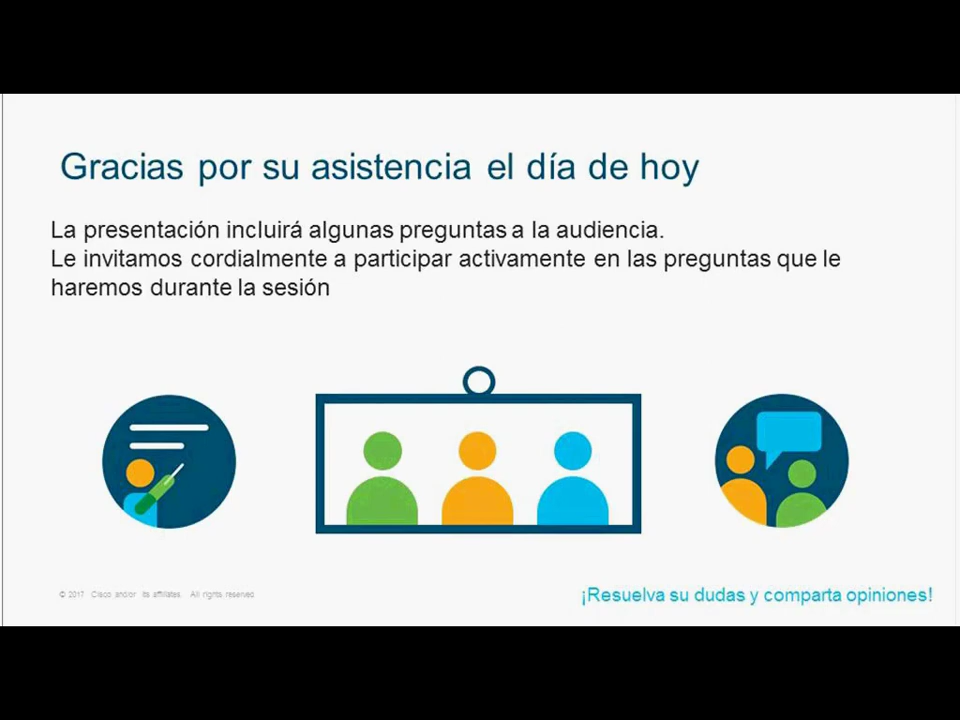 Gracias por su asistencia el día de hoy
La presentación incluirá algunas preguntas a la audiencia.
Le invitamos cordialmente a participar activamente en las preguntas que le
haremos durante la sesión
© 2017 Cisco and/or its affiliates. All rights reserved
¡Resuelva su dudas y comparta opiniones!